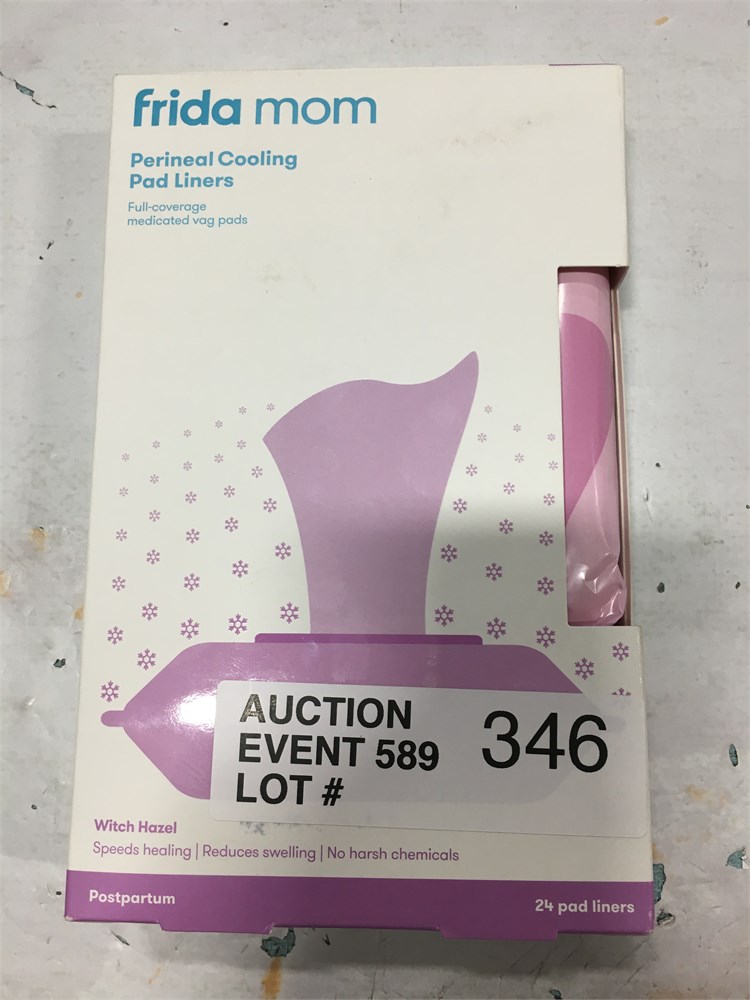 frida mom
Perineal Cooling
Pad Liners
Full-coverage
medicated vag pads
AUCTION
EVENT 589
LOT #
346
Witch Hazel
Speeds healing | Reduces swelling | No harsh chemicals
Postpartum
24 pad liners